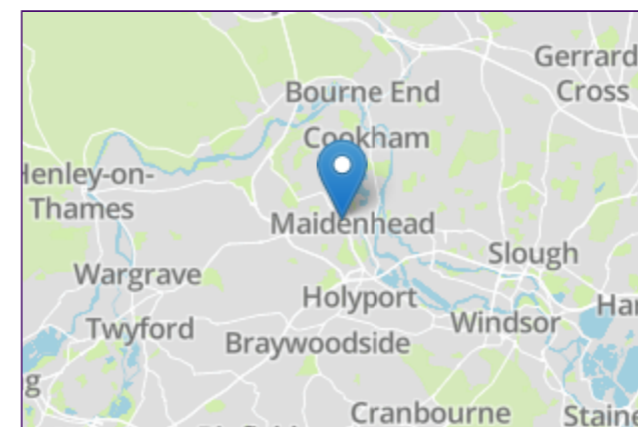 Gerrard
Cross
Bourne End
Cookham
Henley-on-
Thames
Maidenhead
Slough
Wargrave
Holyport
Windsor
Twyford
Braywoodside
Cranbourne